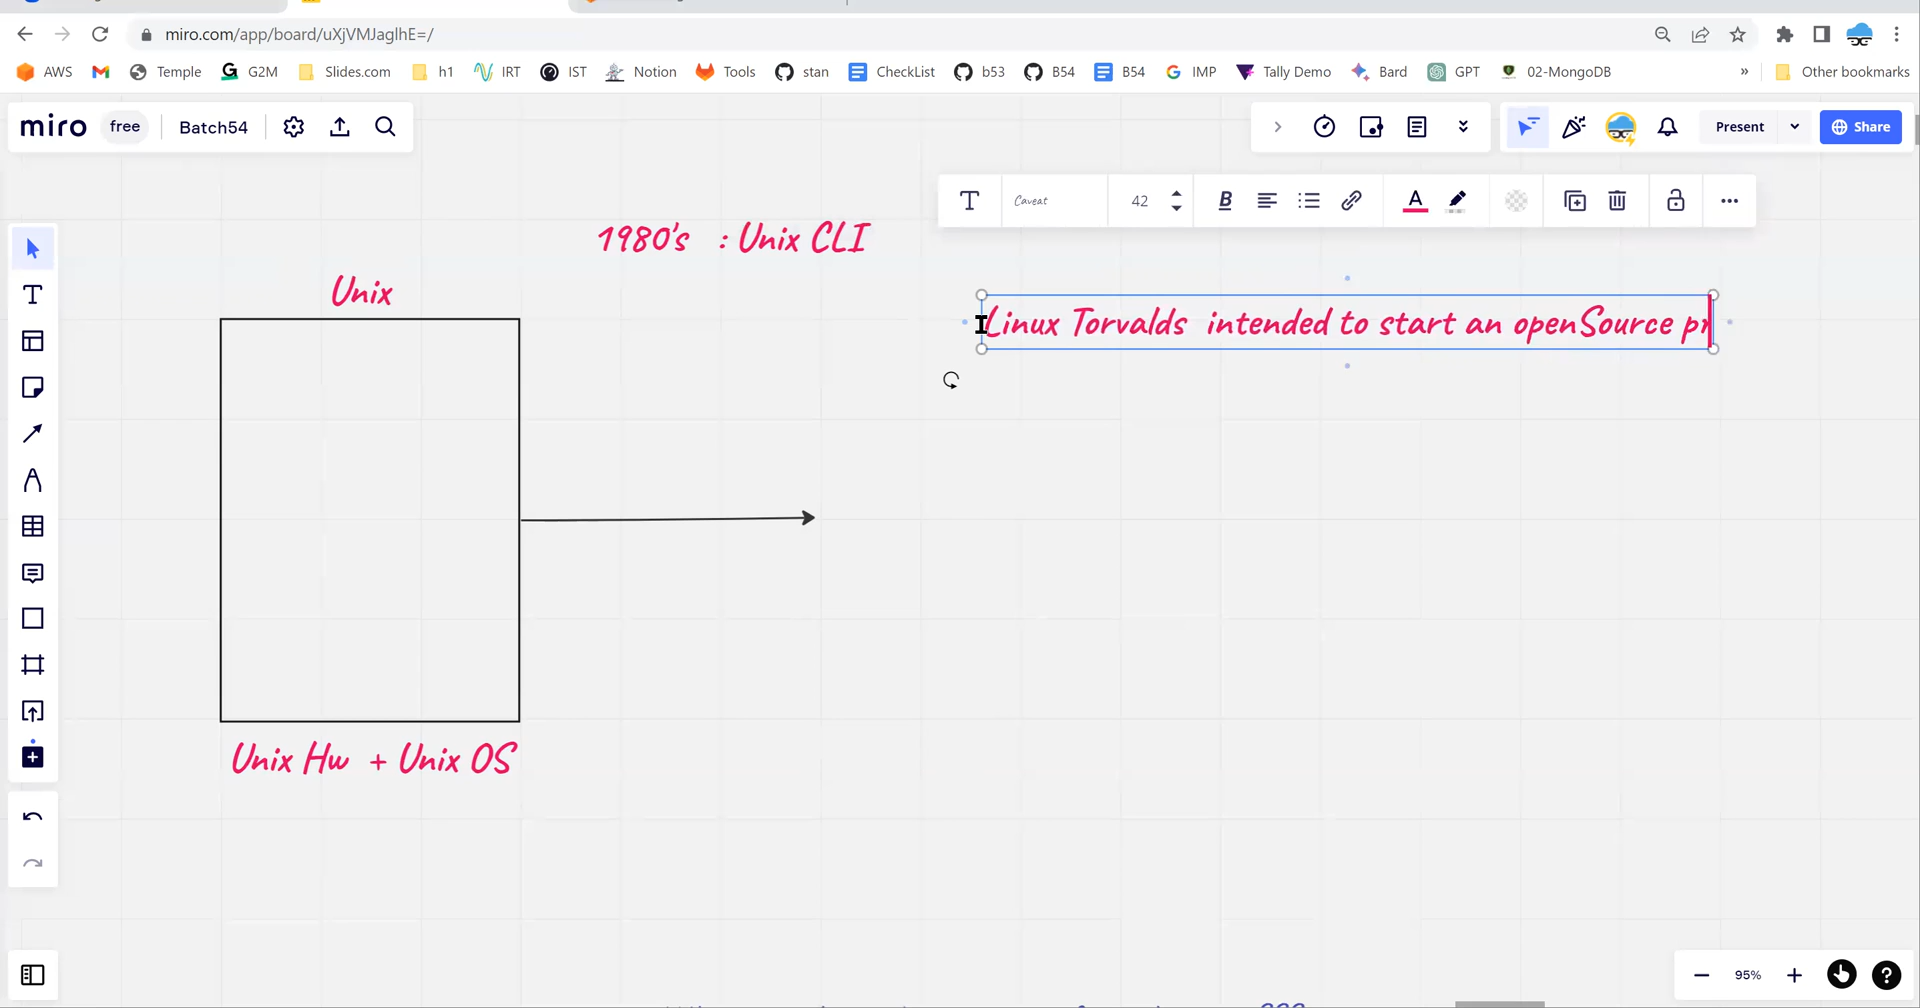 miro.com/app/board/uXjVMJaglhE=/
AWS
Temple
G2M
Slides.com
h1
IRT
IST
Notion
Tools
stan
CheckList
b53
B54
B54
IMP
Tally Demo
Bard
GPT
02-MongoDB
»
Other bookmarks
miro
free
Batch54
Present
Share
Caveat
42
B
A
1980's : Unix CLI
Unix
Linux Torvalds intended to start an openSource pr
Unix Hw + Unix OS
95%